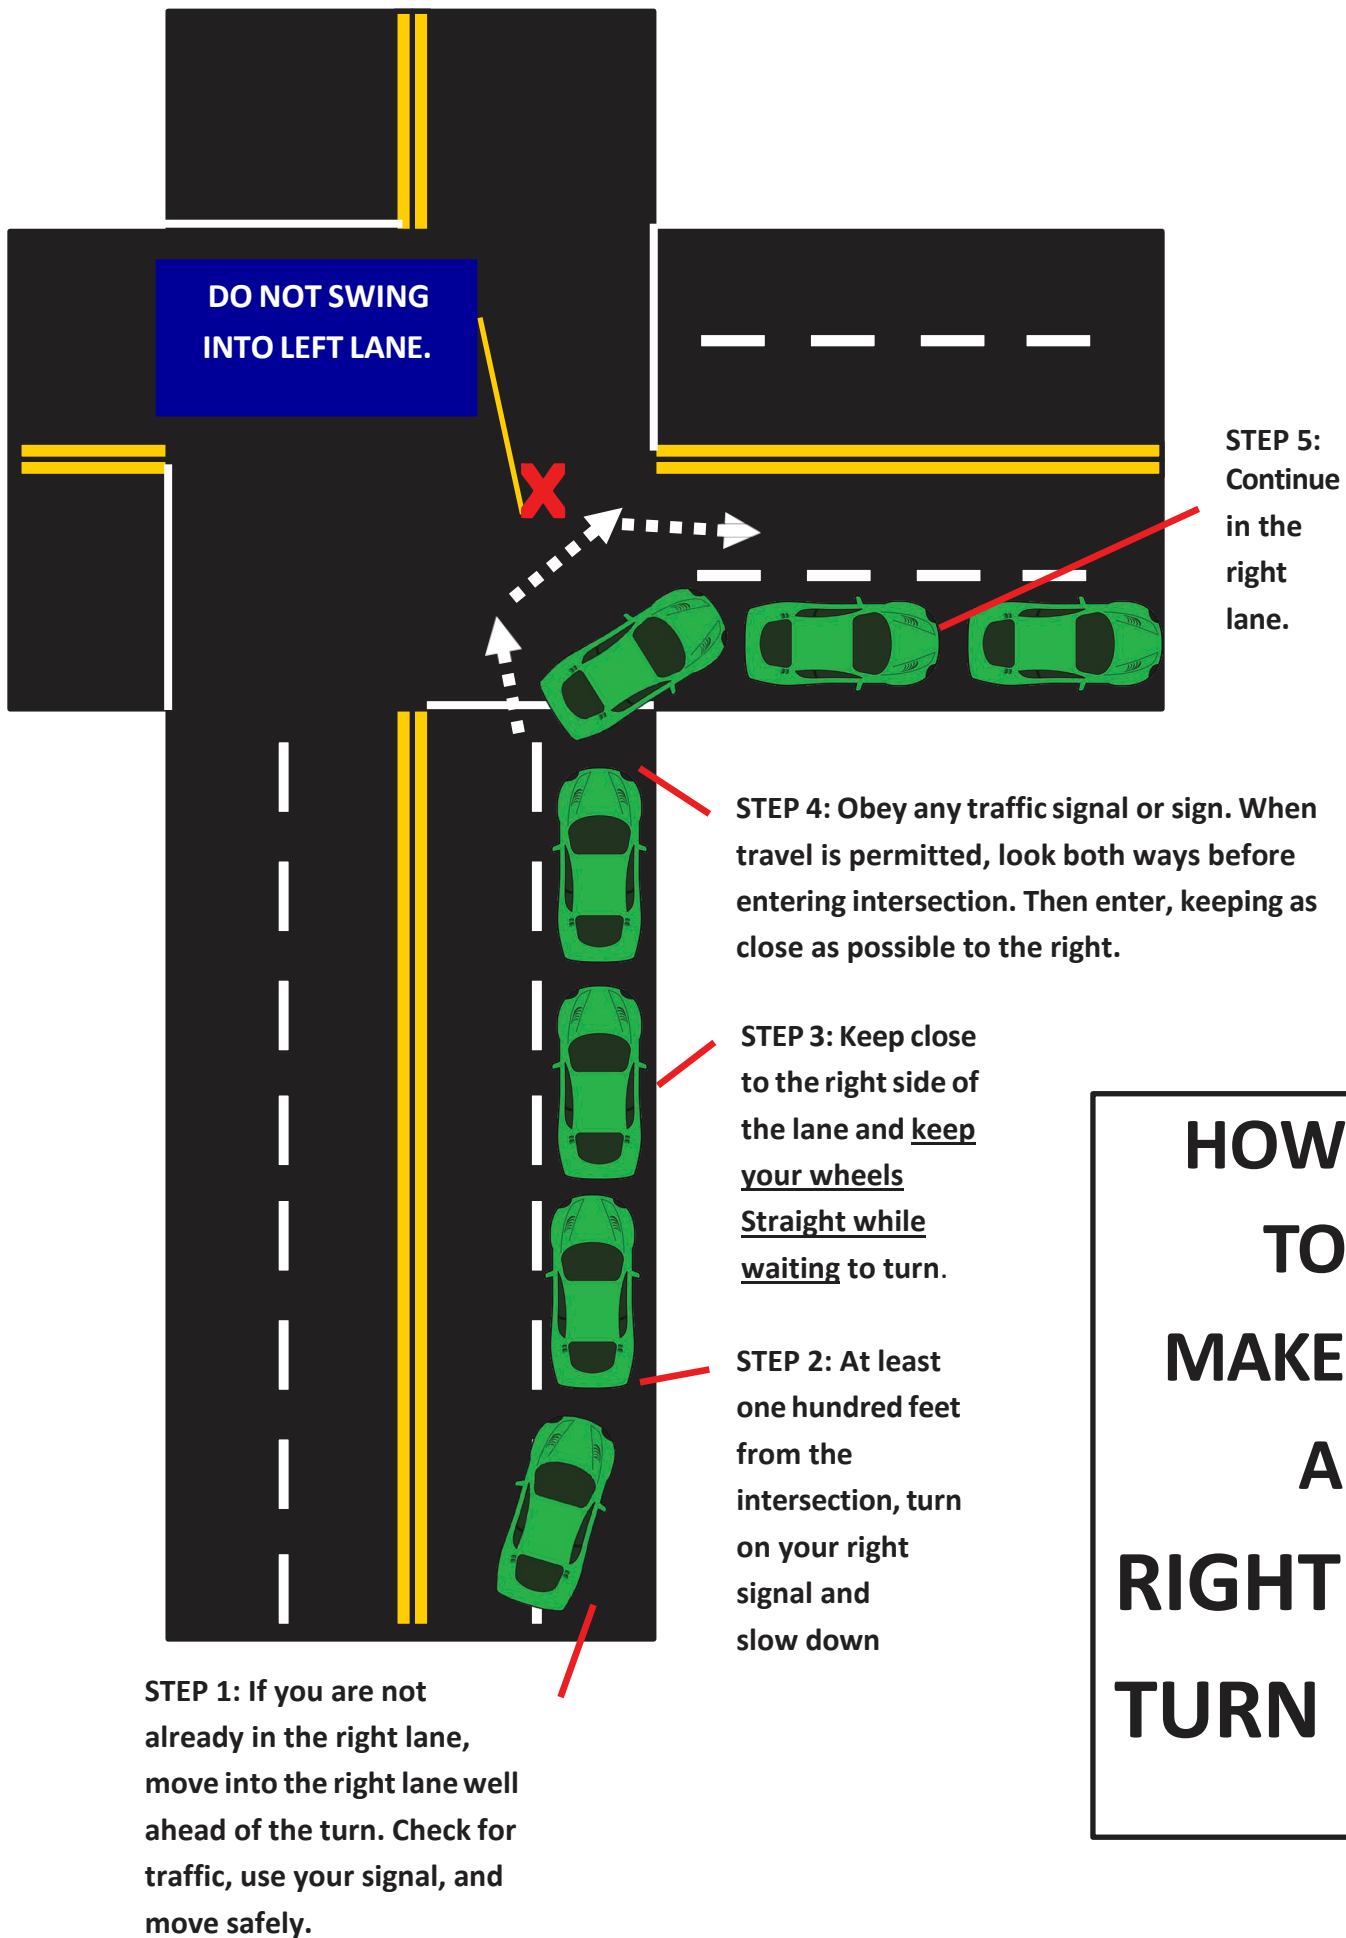 DO NOT SWING
INTO LEFT LANE.
STEP 5:
Continue
in the
right
lane.
STEP 4: Obey any traffic signal or sign. When
travel is permitted, look both ways before
entering intersection. Then enter, keeping as
close as possible to the right.
STEP 3: Keep close
to the right side of
the lane and keep
your wheels
Straight while
waiting to turn.
STEP 2: At least
one hundred feet
from the
intersection, turn
on your right
signal and
slow down
STEP 1: If you are not
already in the right lane,
move into the right lane well
ahead of the turn. Check for
traffic, use your signal, and
move safely.
HOW
TO
MAKE
A
RIGHT
TURN